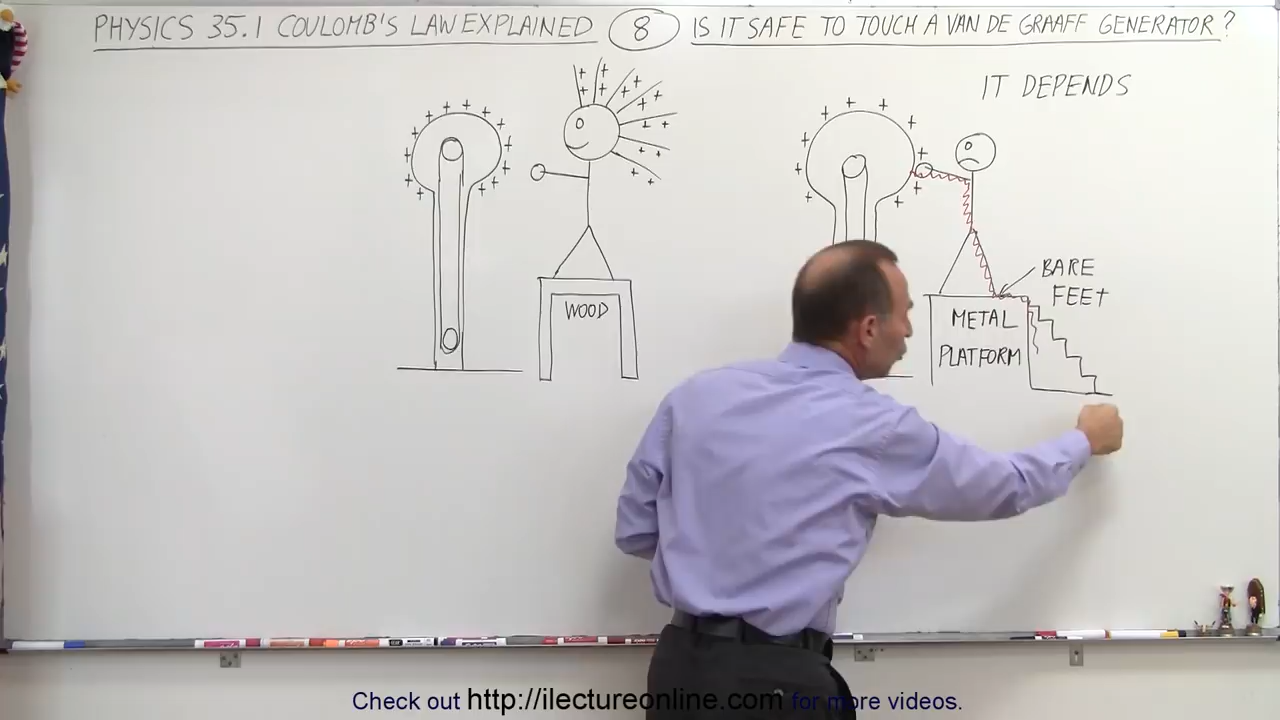 PHYSICS 35.1 COULOMB'S LAW EXPLAINED 8 IS IT SAFE TO TOUCH A VAN DE GRAAFF GENERATOR?
IT DEPENDS
WOOD
BARE
FEET
METAL
PLATFORM
Check out http://ilectureonline.com for more videos.